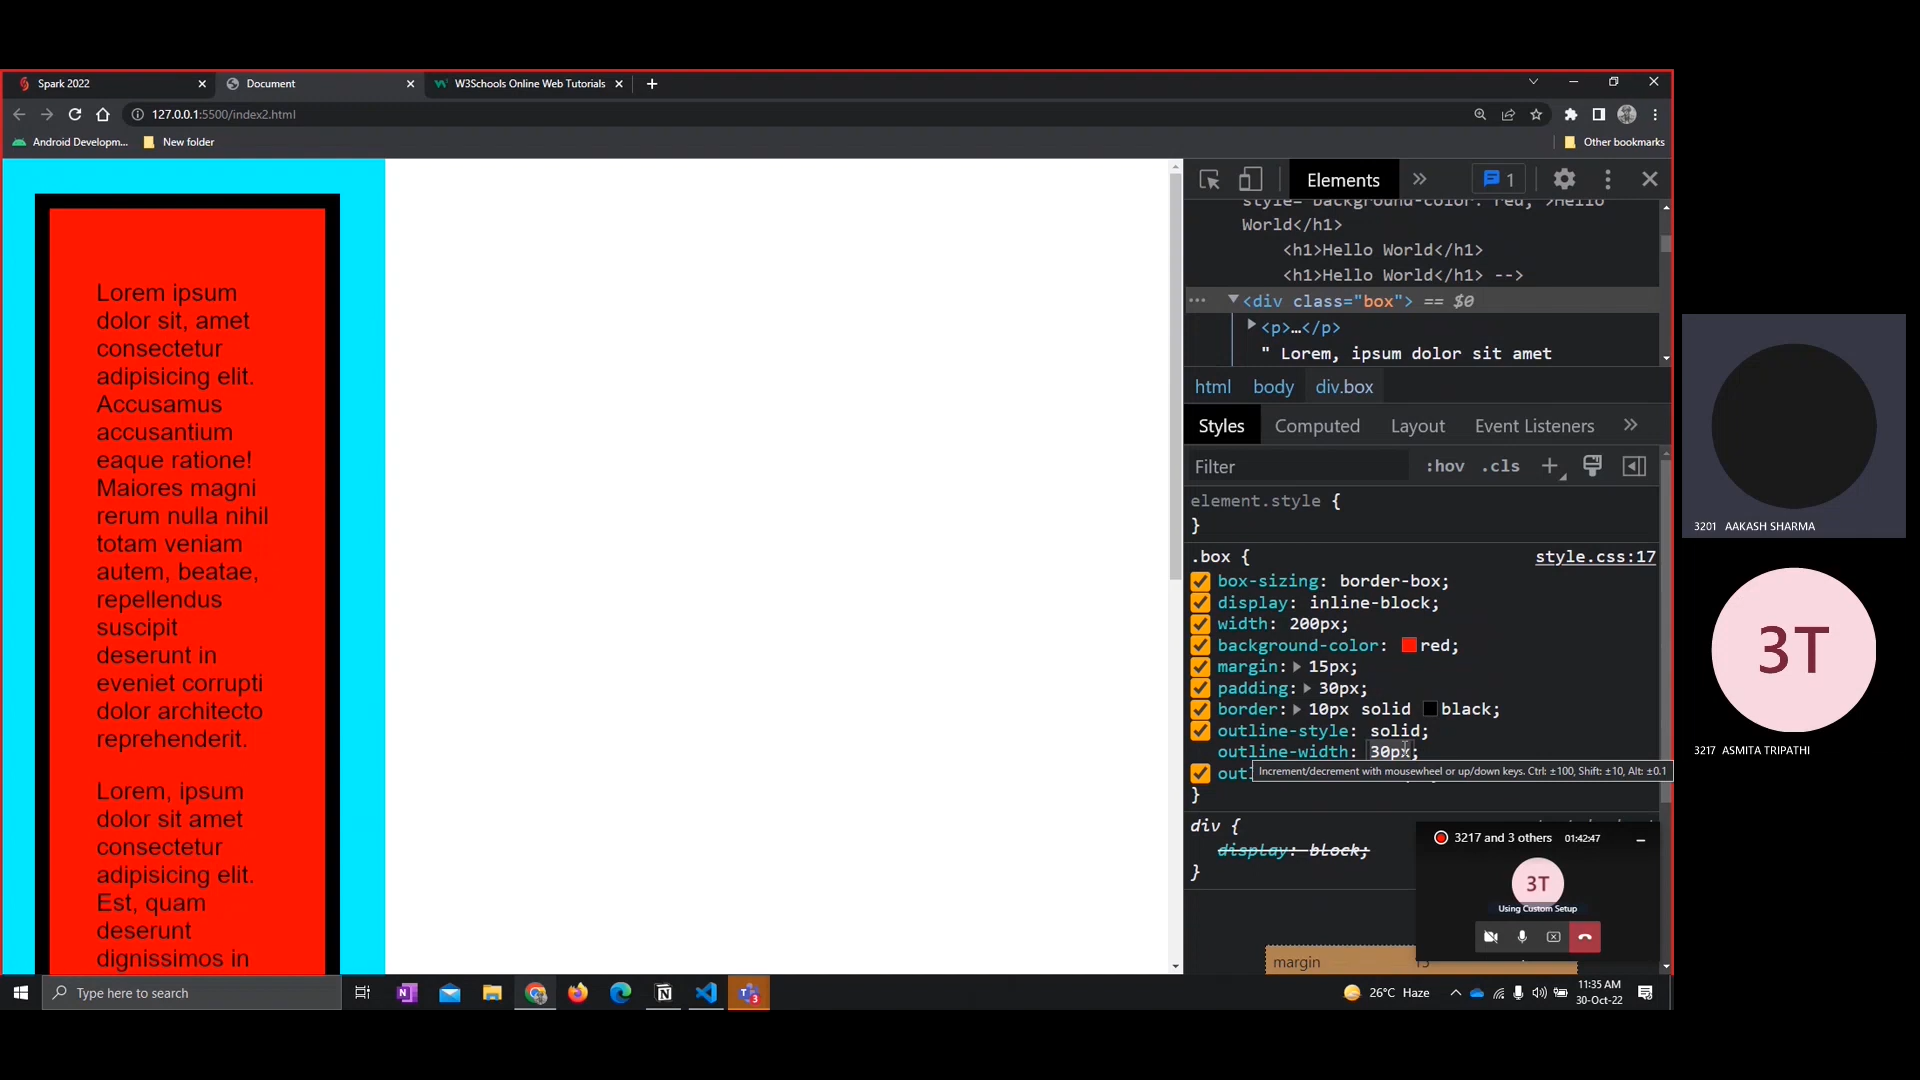 Spark 2022
Document
W3Schools Online Web Tutorials
127.0.0.1:5500/index2.html
Android Developm...
New folder
Other bookmarks
Lorem ipsum
dolor sit, amet
consectetur
adipisicing elit.
Accusamus
accusantium
eaque ratione!
Maiores magni
rerum nulla nihil
totam veniam
autem, beatae,
repellendus
suscipit
deserunt in
eveniet corrupti
dolor architecto
reprehenderit.
Lorem, ipsum
dolor sit amet
consectetur
adipisicing elit.
Est, quam
deserunt
dignissimos in
Elements
1
style="background-color: red;">Hello
World</h1>
<h1>Hello World</h1>
<h1>Hello World</h1> -->
<div class="box"> == $0
<p>…</p>
" Lorem, ipsum dolor sit amet
html body div.box
Styles Computed Layout Event Listeners
Filter :hov .cls
element.style {
}
.box { style.css:17
box-sizing: border-box;
display: inline-block;
width: 200px;
background-color: red;
margin: 15px;
padding: 30px;
border: 10px solid black;
outline-style: solid;
outline-width: 30px;
out
Increment/decrement with mousewheel or up/down keys. Ctrl: ±100, Shift: ±10, Alt: ±0.1
}
div {
display: block;
}
margin 15
3217 and 3 others 01:42:47
3T
Using Custom Setup
3201 AAKASH SHARMA
3T
3217 ASMITA TRIPATHI
Type here to search
26°C Haze
11:35 AM
30-Oct-22